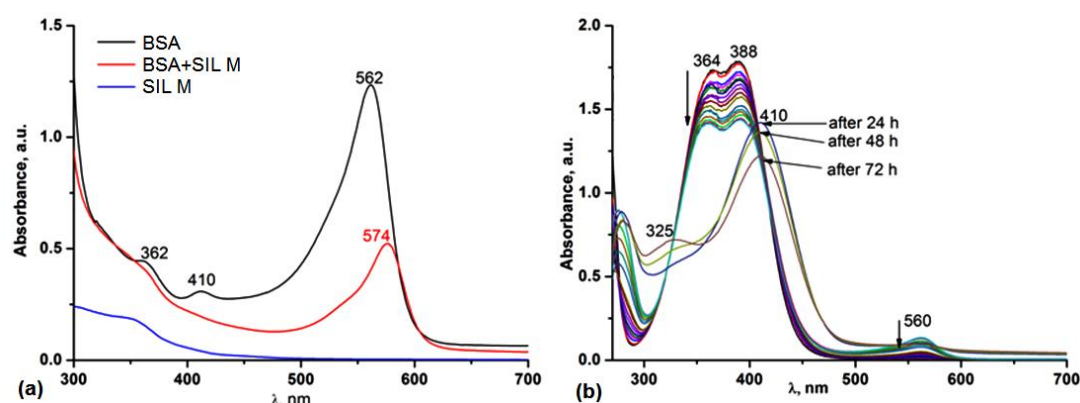 1.5
1.0
0.5
0.0
Absorbance, a.u.
BSA
BSA+SIL M
SIL M
562
574
362
410
300 400 500 600 700
λ, nm
(a)
2.0
1.5
1.0
0.5
0.0
Absorbance, a.u.
364 388
410
after 24 h
after 48 h
after 72 h
325
560
300 400 500 600 700
λ, nm
(b)